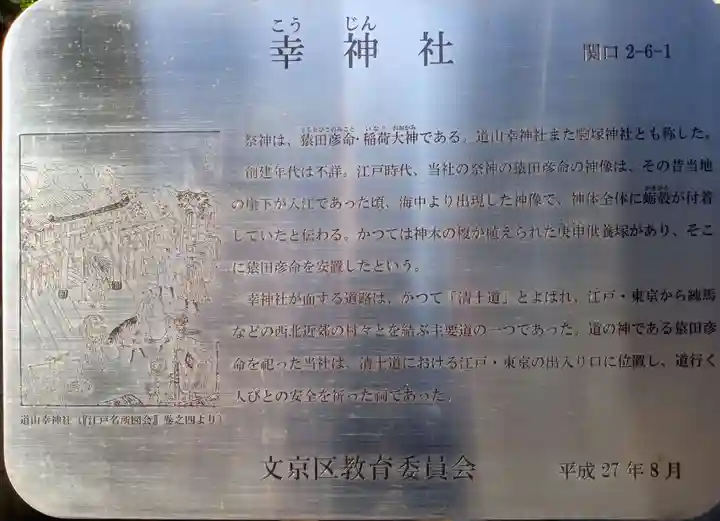 こう じん
幸神社 関口 2-6-1
祭神は、猿田彦命・稲荷大神である。道山幸神社また駒塚神社とも称した。
創建年代は不詳。江戸時代、当社の祭神の猿田彦命の神像は、その昔当地
の崖下が入江であった頃、海中より出現した神像で、神体全体に蛎殻が付着
していたと伝わる。かつては神木の榎が植えられた庚申供養塚があり、そこ
に猿田彦命を安置したという。
幸神社が面する道路は、かつて「清土道」とよばれ、江戸・東京から練馬
などの西北近郊の村々とを結ぶ主要道の一つであった。道の神である猿田彦
命を祀った当社は、清土道における江戸・東京の出入り口に位置し、道行く
人びとの安全を祈った祠であった。
道山幸神社(『江戸名所図会』巻之四より)
文京区教育委員会 平成27年8月